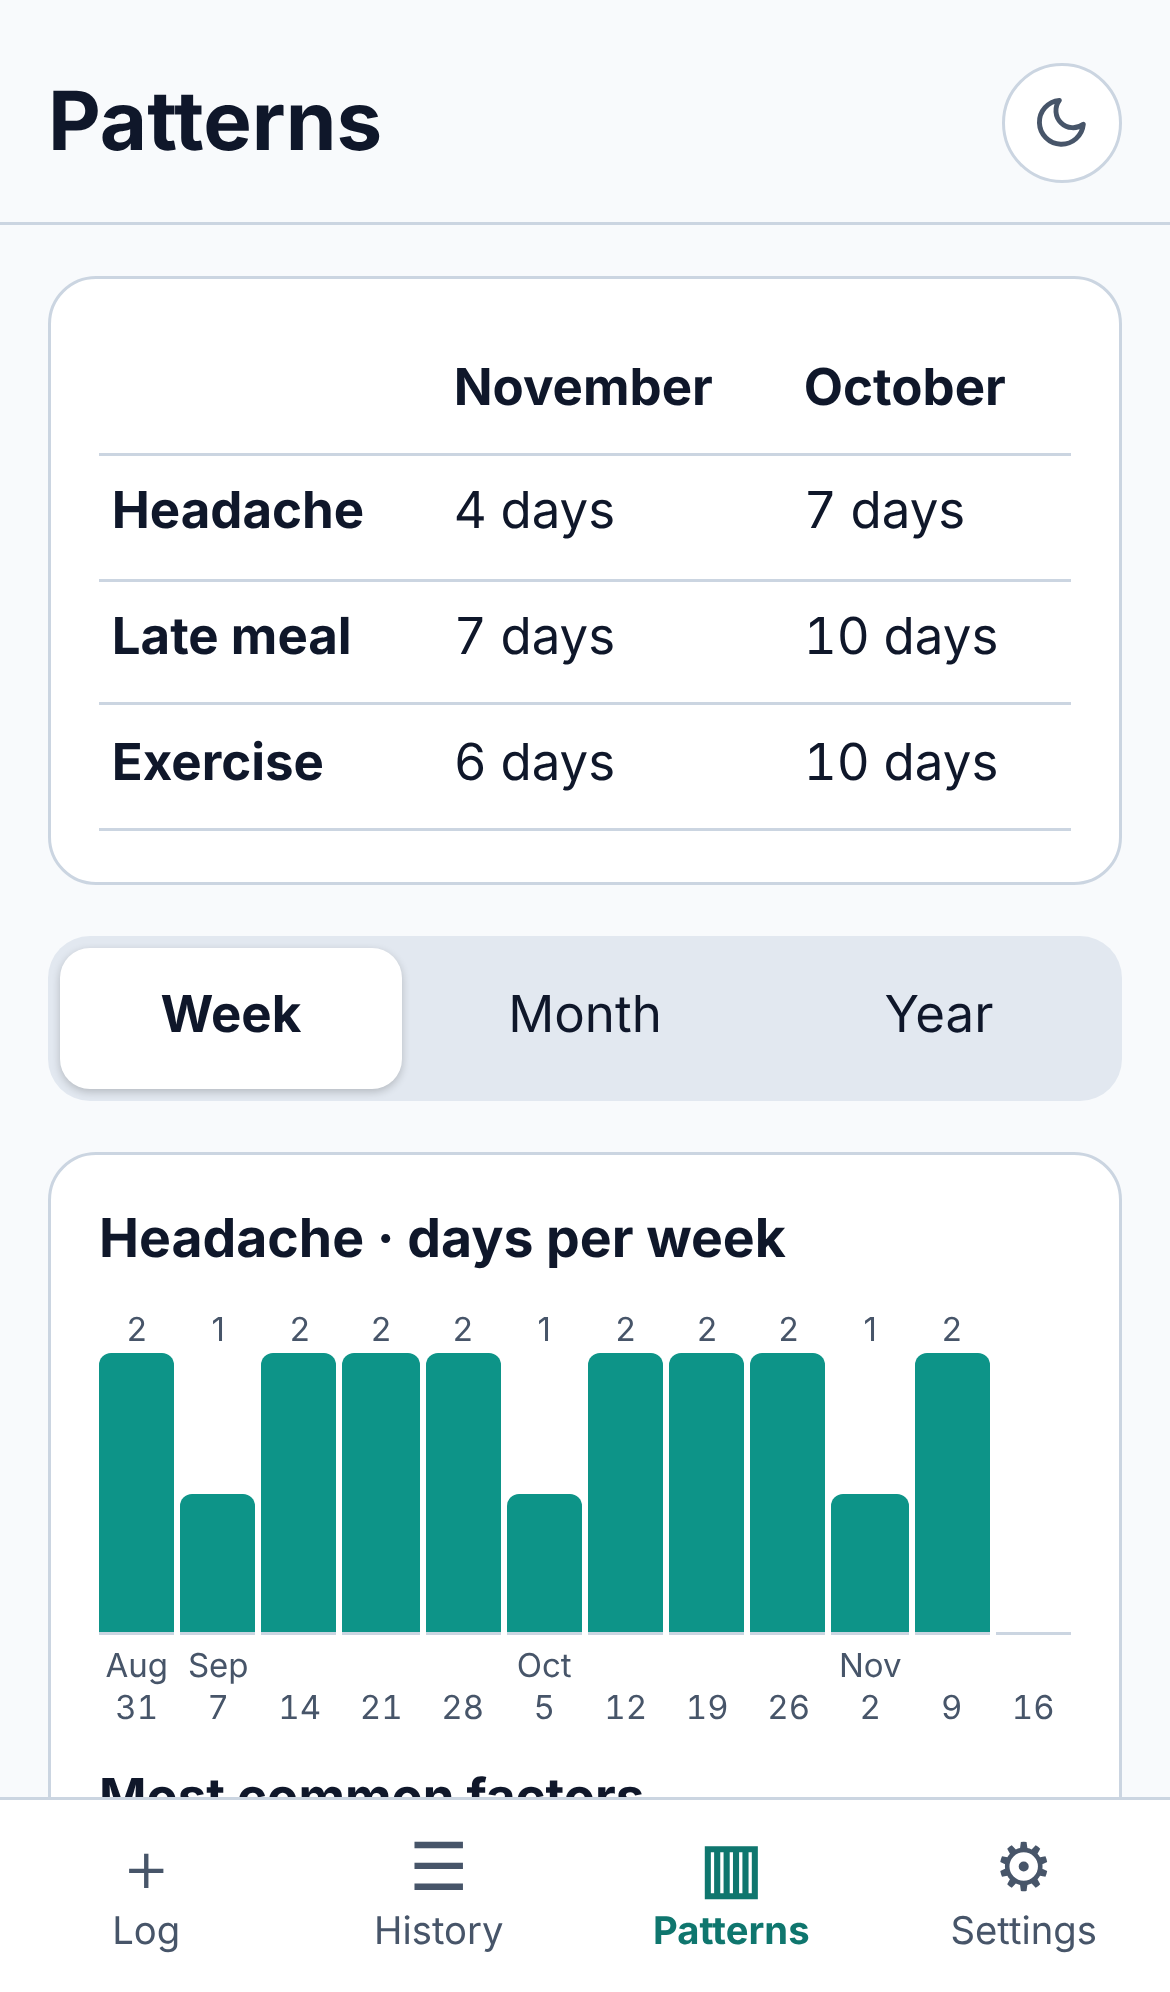 Patterns
November October
Headache 4 days 7 days
Late meal 7 days 10 days
Exercise 6 days 10 days
Week Month Year
Headache · days per week
2 1 2 2 2 1 2 2 2 1 2
Aug Sep Oct Nov
31 7 14 21 28 5 12 19 26 2 9 16
Most common factors
Log History Patterns Settings